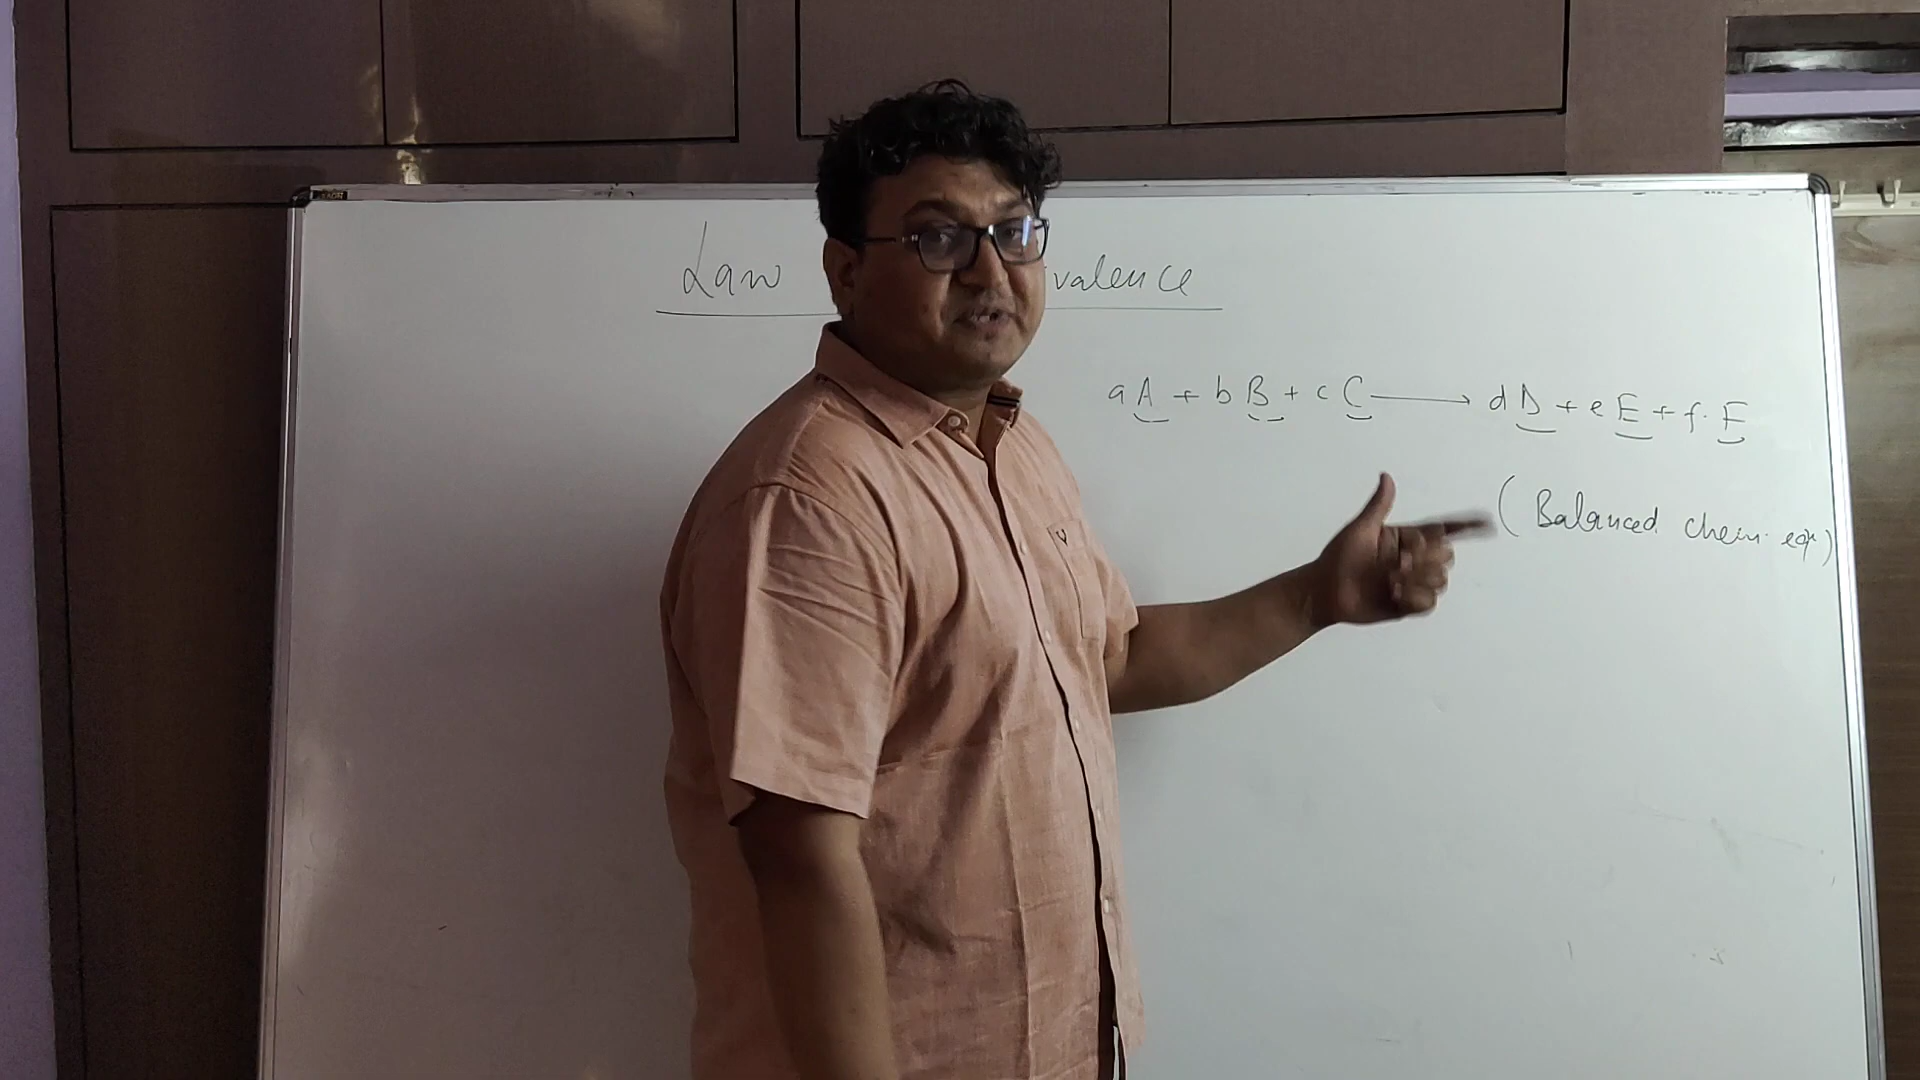 Law valence
aA + bB + cC → dD + eE + f.F
(Balanced chem. eqn)